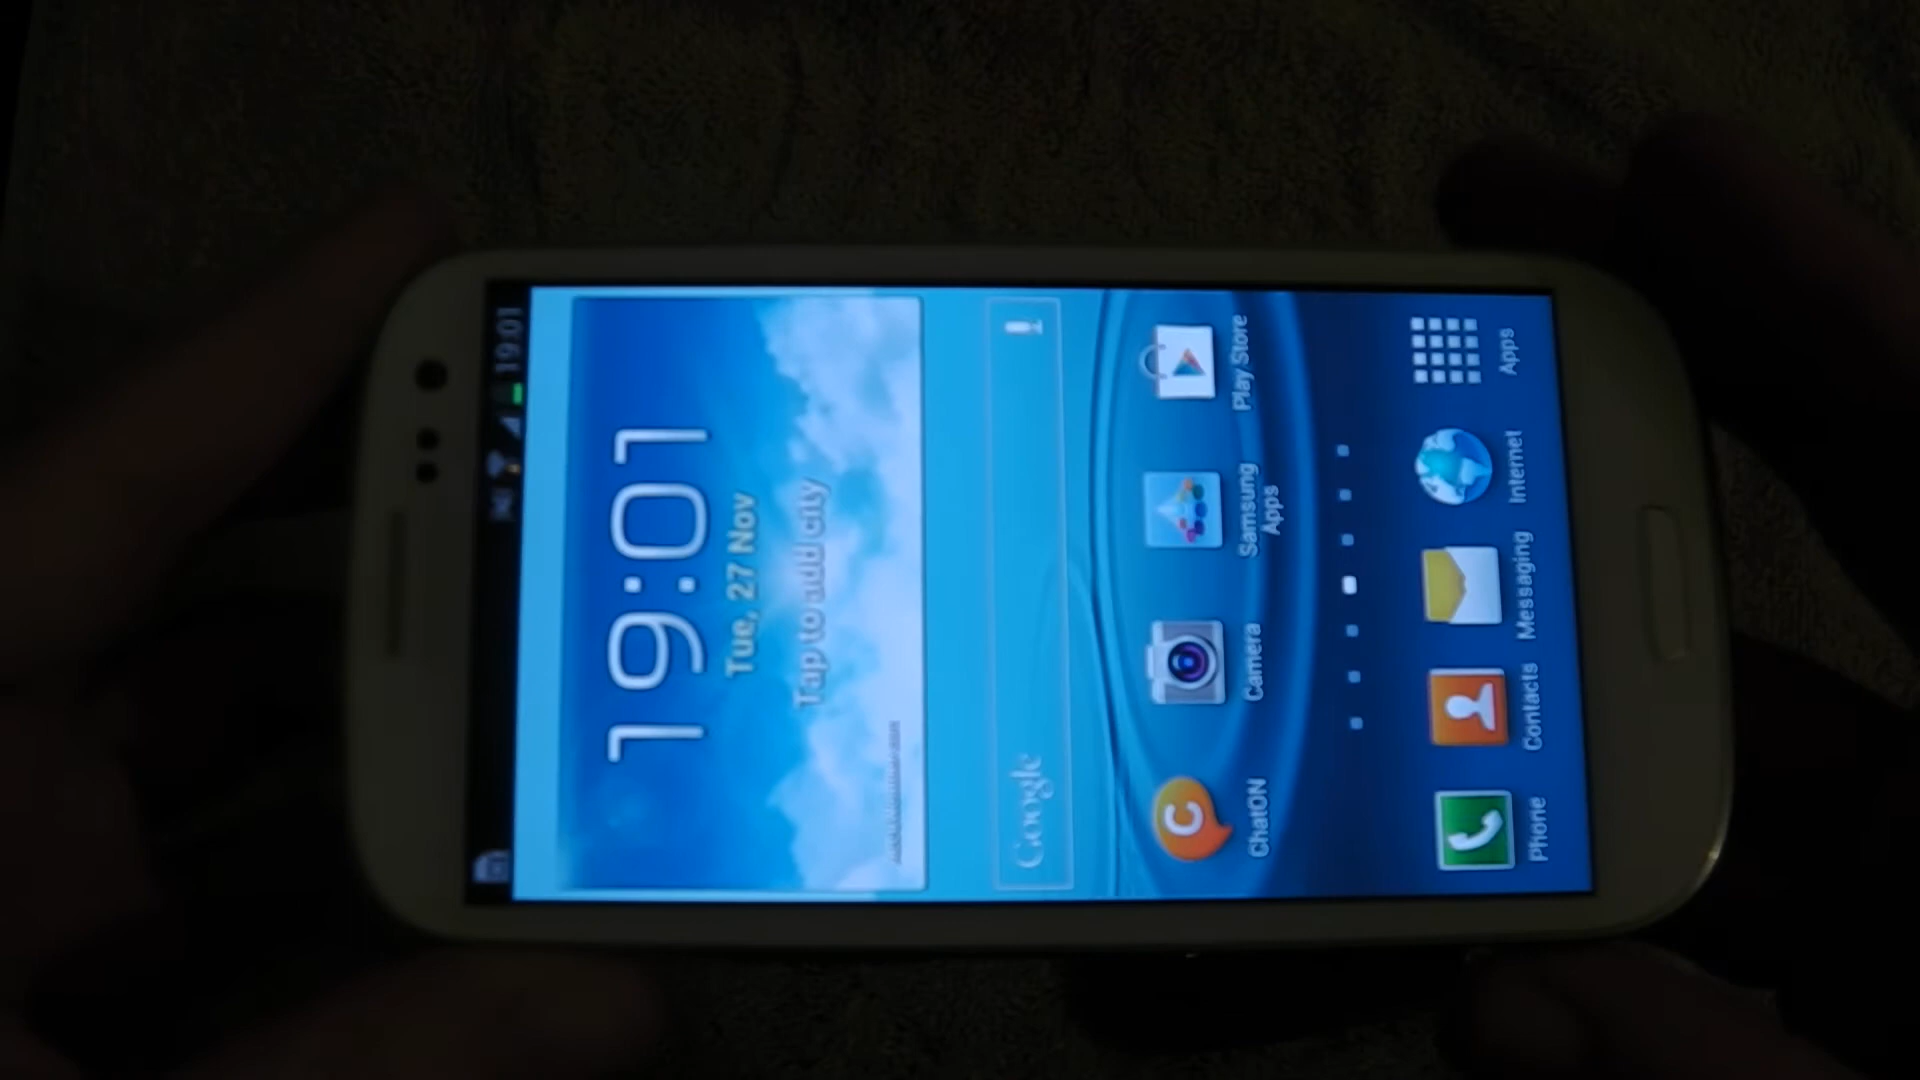 19:01
19:01
Tue, 27 Nov
Tap to add city
Google
ChatON
Camera
Samsung
Apps
Play Store
Phone
Contacts
Messaging
Internet
Apps